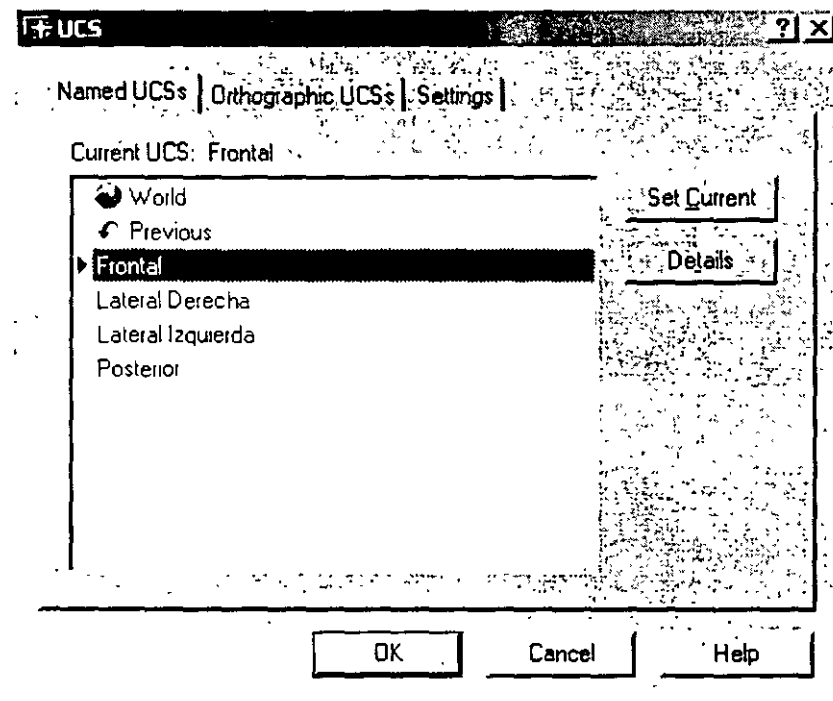 UCS
Named UCSs Orthographic UCSs Settings
Current UCS: Frontal
World
Previous
Frontal
Lateral Derecha
Lateral Izquierda
Posterior
Set Current
Details
OK Cancel Help